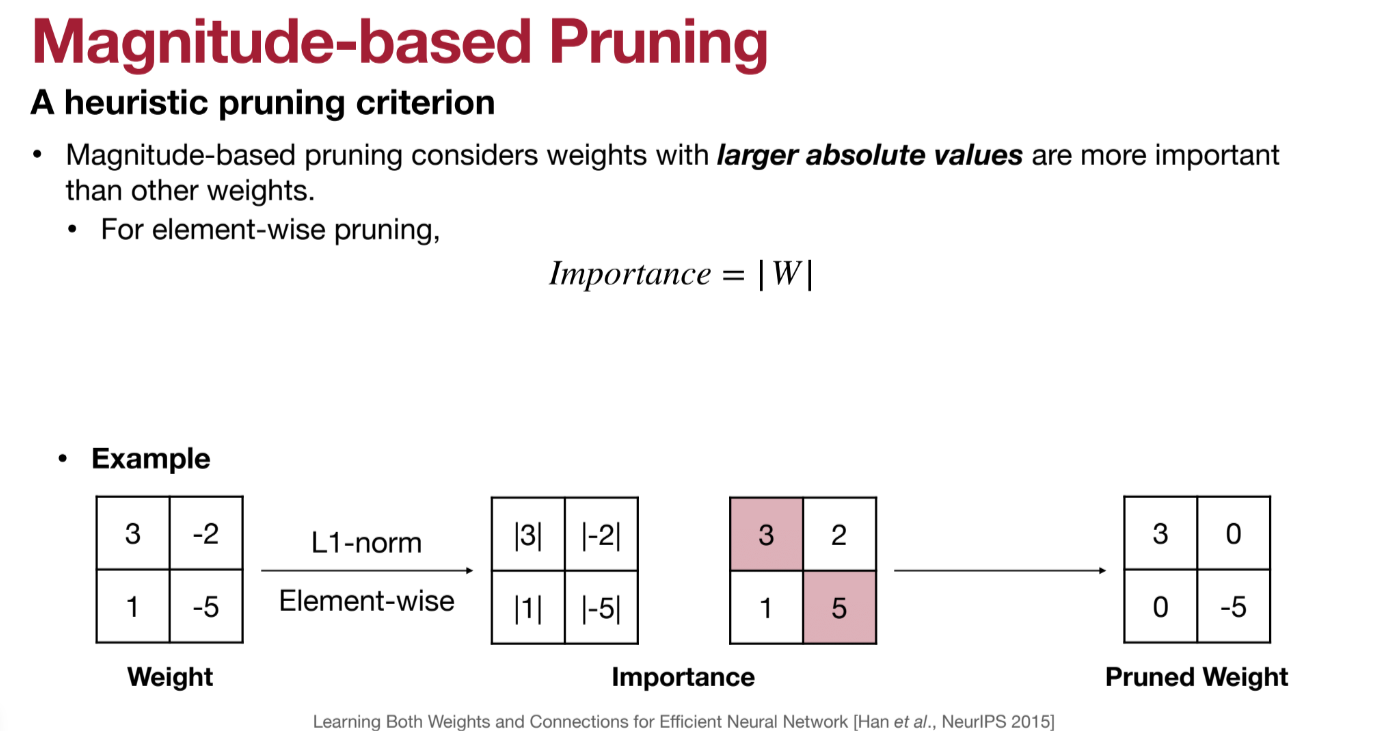 Magnitude-based Pruning
A heuristic pruning criterion
• Magnitude-based pruning considers weights with larger absolute values are more important
than other weights.
• For element-wise pruning,
Importance = |W|
• Example
3 -2
1 -5
Weight
L1-norm
Element-wise
|3| |-2|
|1| |-5|
3 2
1 5
Importance
3 0
0 -5
Pruned Weight
Learning Both Weights and Connections for Efficient Neural Network [Han et al., NeurIPS 2015]